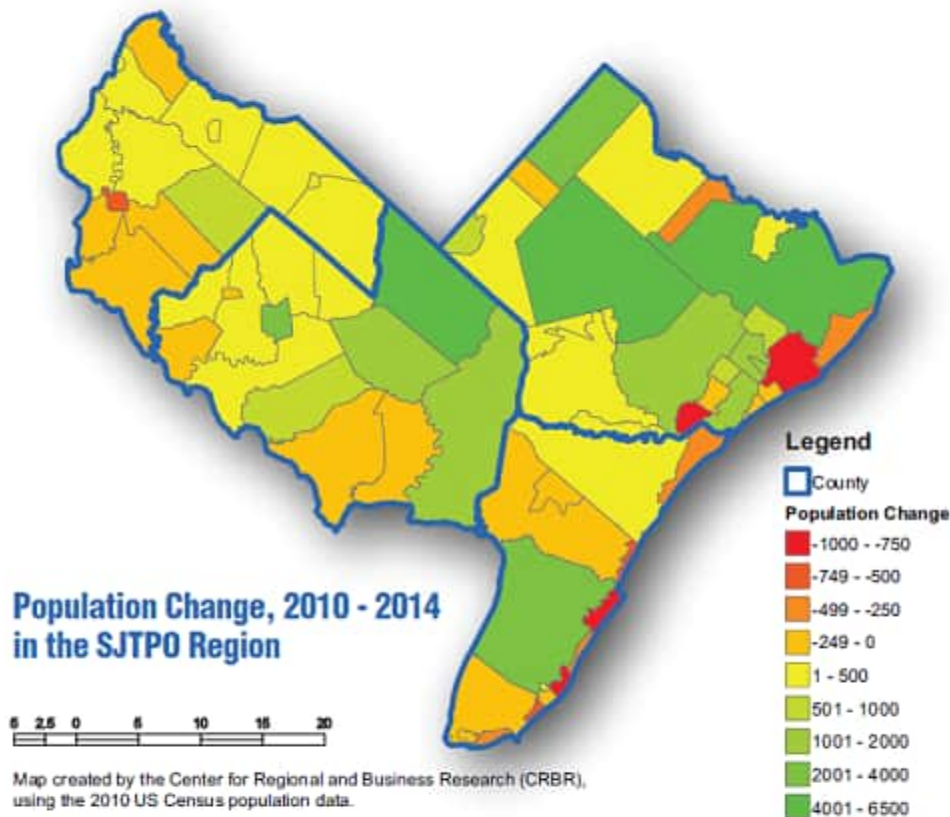 Legend
County
Population Change
-1000 - -750
-749 - -500
-499 - -250
-249 - 0
1 - 500
501 - 1000
1001 - 2000
2001 - 4000
4001 - 6500
Population Change, 2010 - 2014
in the SJTPO Region
5 2.5 0 5 10 15 20
Map created by the Center for Regional and Business Research (CRBR),
using the 2010 US Census population data.